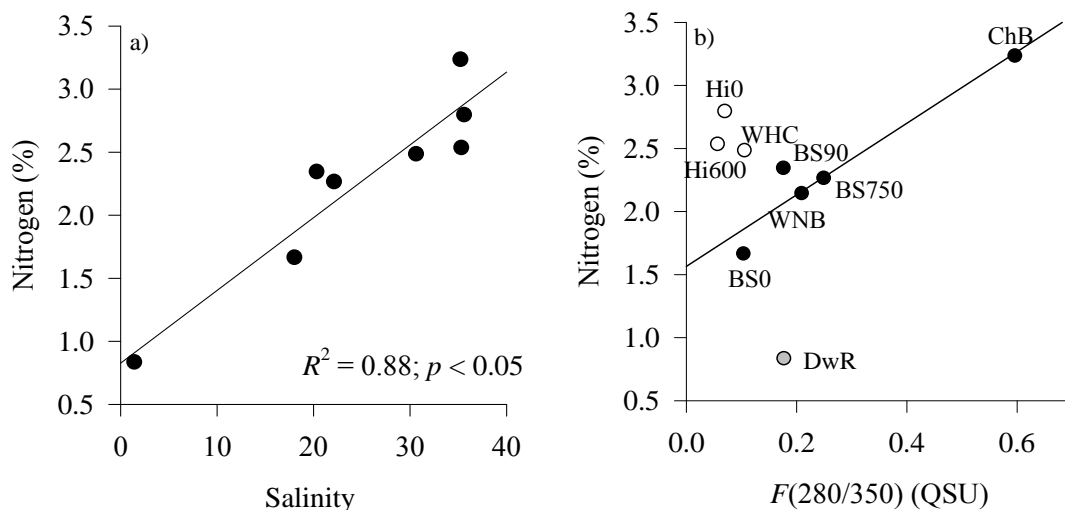 a)
Nitrogen (%)
3.5
3.0
2.5
2.0
1.5
1.0
0.5
R² = 0.88; p < 0.05
0 10 20 30 40
Salinity
b)
Nitrogen (%)
3.5
3.0
2.5
2.0
1.5
1.0
0.5
ChB
Hi0
WHC
BS90
Hi600
BS750
WNB
BS0
DwR
0.0 0.2 0.4 0.6
F(280/350) (QSU)